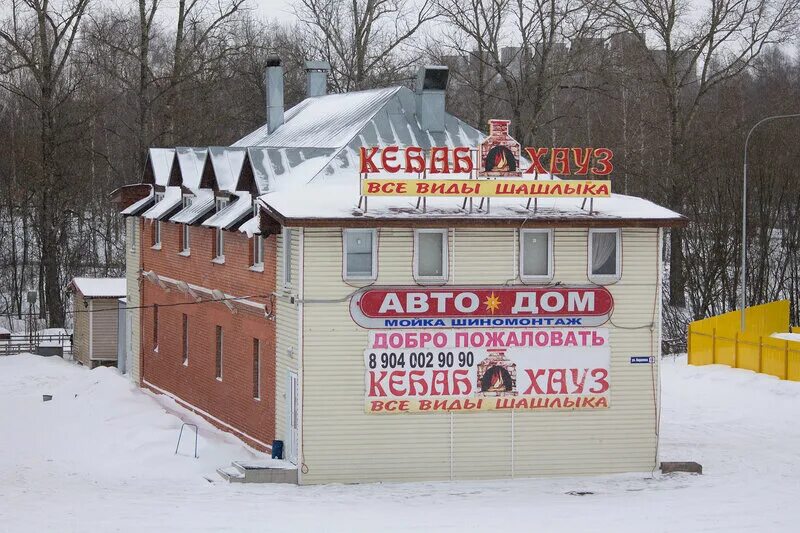 КЕБАБ ХАУЗ
ВСЕ ВИДЫ ШАШЛЫКА
АВТО ДОМ
МОЙКА ШИНОМОНТАЖ
ДОБРО ПОЖАЛОВАТЬ
8 904 002 90 90
КЕБАБ ХАУЗ
ВСЕ ВИДЫ ШАШЛЫКА